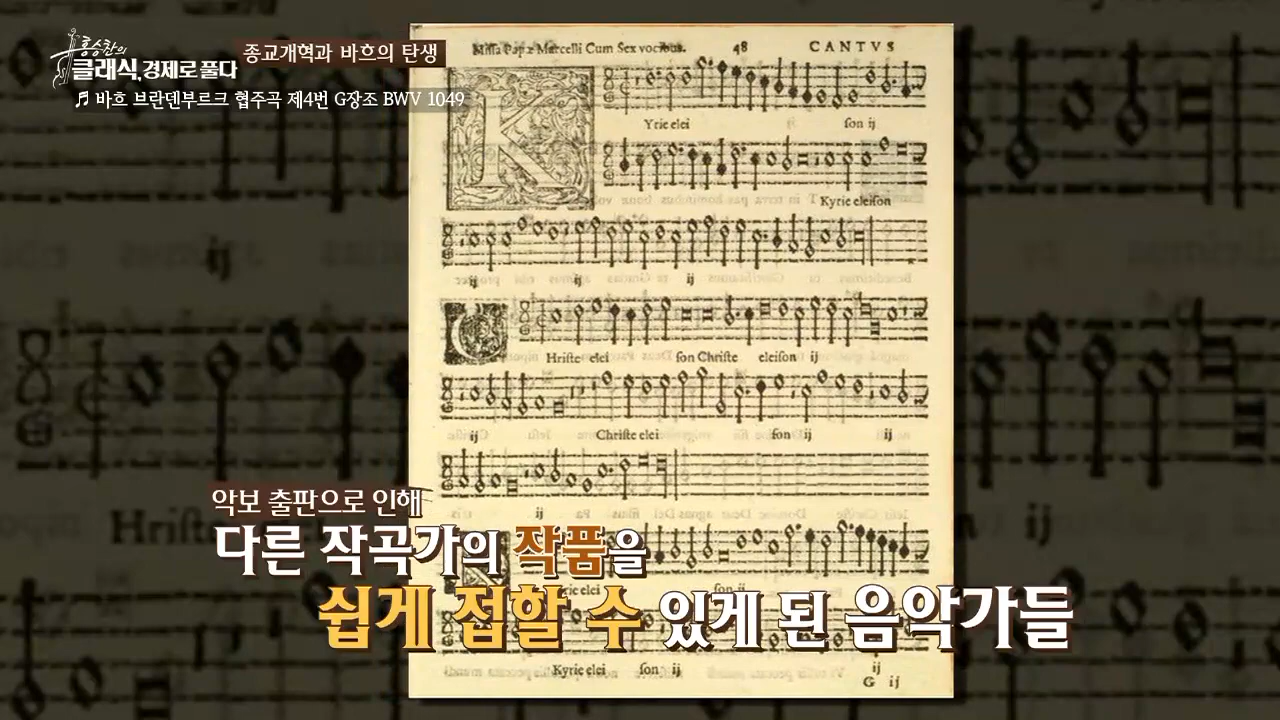 홍승찬의
클래식, 경제로 풀다
종교개혁과 바흐의 탄생
♬ 바흐 브란덴부르크 협주곡 제4번 G장조 BWV 1049
Missa Papæ Marcelli Cum Sex vocibus. 48 CANTVS
K
Yrie elei ij son ij
Kyrie eleison
ij ij ij
C
Hriste elei son Christe eleison ij
ij Christe elei son ij ij
ij
악보 출판으로 인해
다른 작곡가의 작품을
쉽게 접할 수 있게 된 음악가들
son ij
Kyrie elei son ij ij
G ij